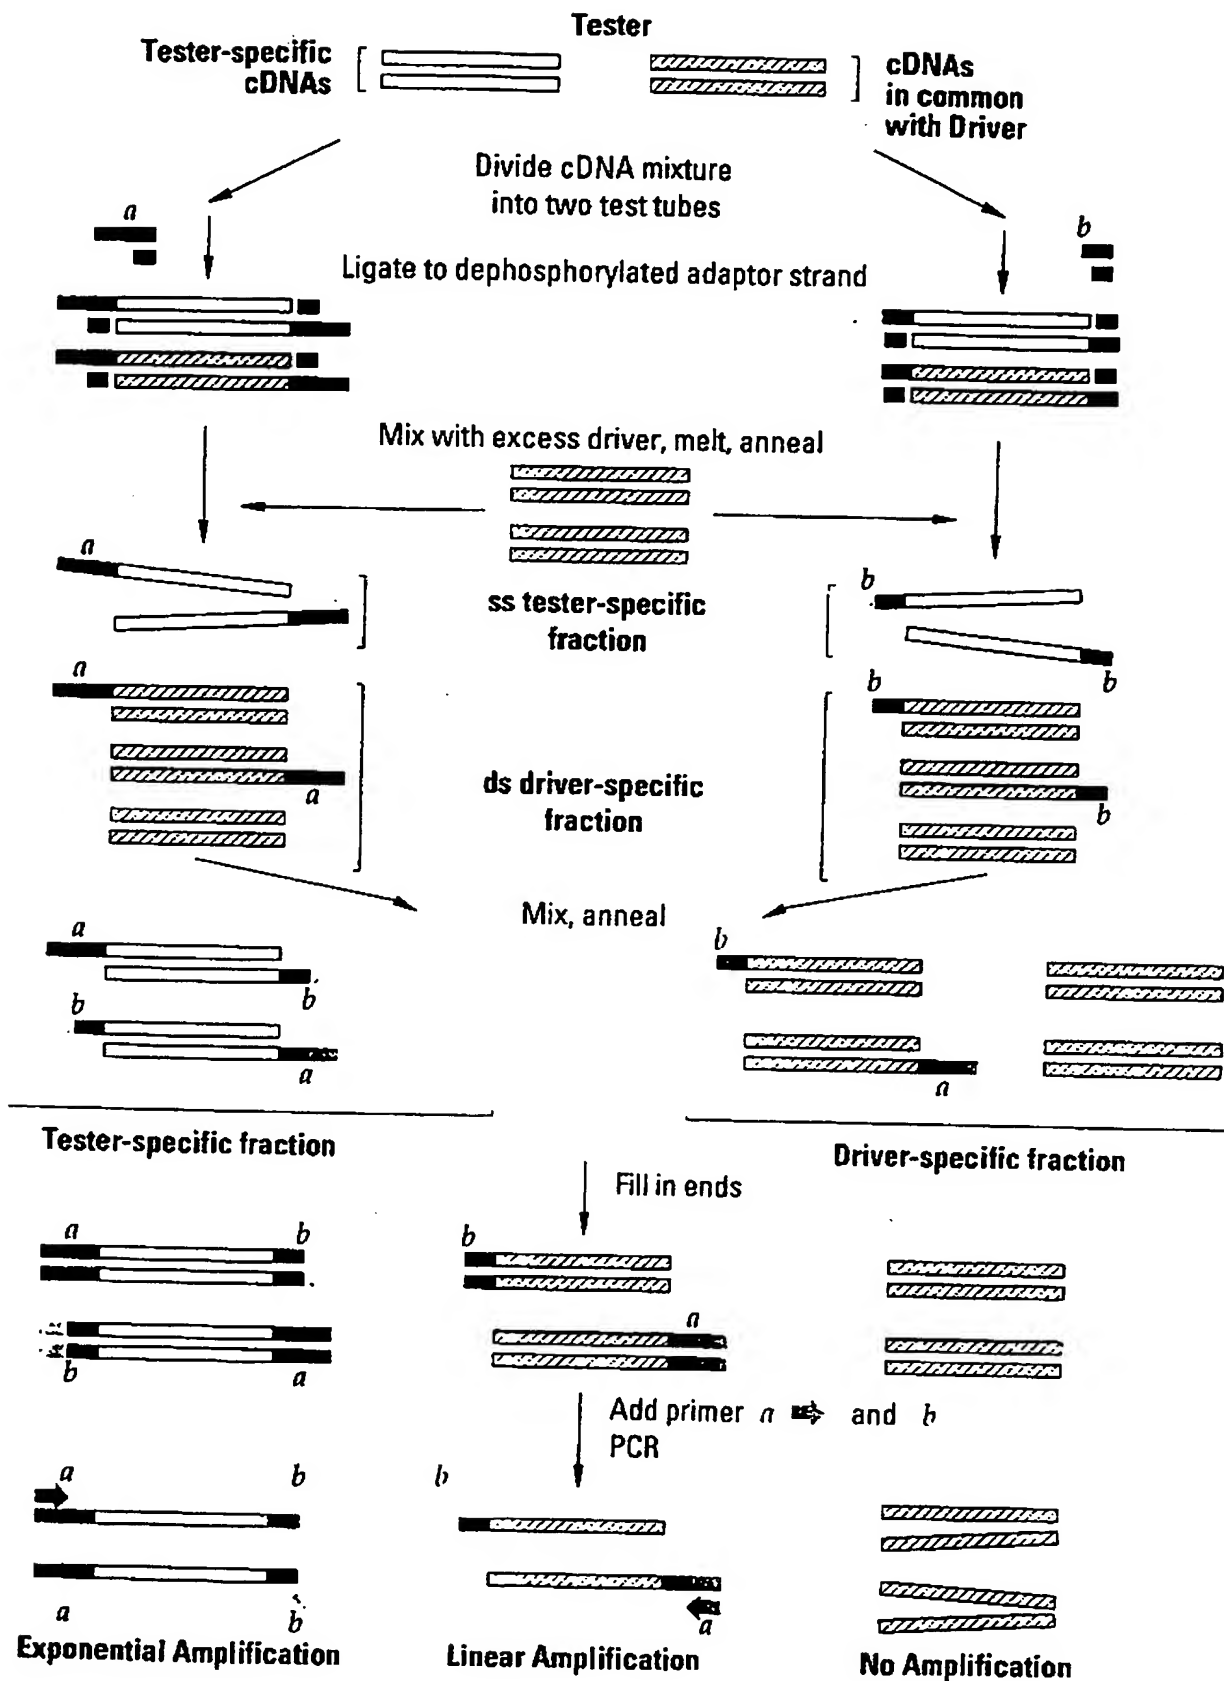 Tester
Tester-specific
cDNAs
cDNAs
in common
with Driver
Divide cDNA mixture
into two test tubes
a
b
Ligate to dephosphorylated adaptor strand
Mix with excess driver, melt, anneal
a
b
ss tester-specific
fraction
b
a
b
ds driver-specific
fraction
a
b
Mix, anneal
a
b
b
b
a
a
Tester-specific fraction
Driver-specific fraction
Fill in ends
a
b
b
a
b
a
Add primer a and b
PCR
a
b
b
a
b
a
Exponential Amplification
Linear Amplification
No Amplification